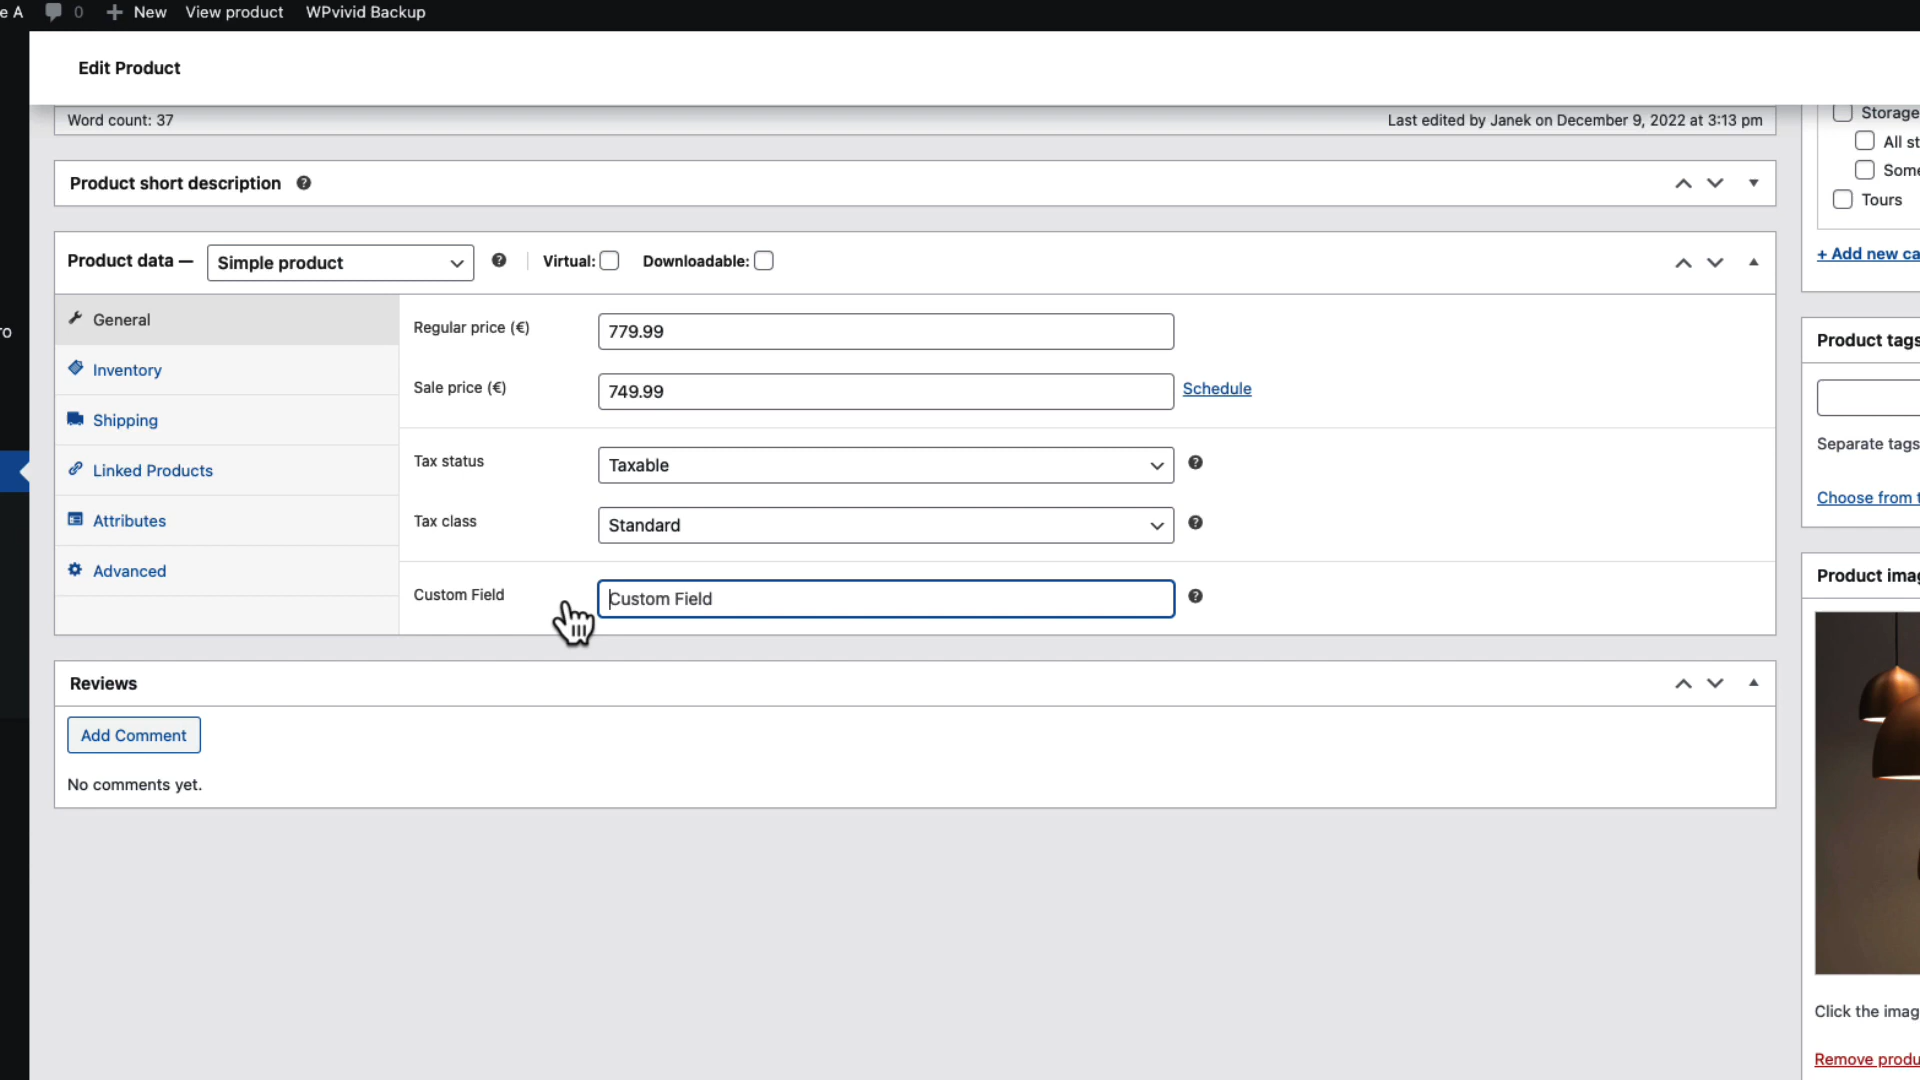 e A 0 New View product WPvivid Backup
Edit Product
Word count: 37
Last edited by Janek on December 9, 2022 at 3:13 pm
Storage
All st
Some
Tours
+ Add new ca
Product short description
Product data — Simple product Virtual: Downloadable:
General
Inventory
Shipping
Linked Products
Attributes
Advanced
Regular price (€) 779.99
Sale price (€) 749.99 Schedule
Tax status Taxable
Tax class Standard
Custom Field Custom Field
Reviews
Add Comment
No comments yet.
ro
Product tags
Separate tags
Choose from t
Product imag
Click the imag
Remove produ